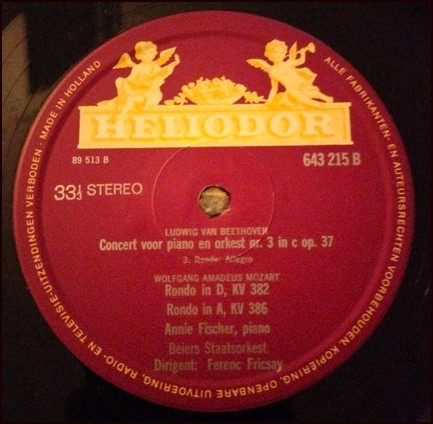 HELIODOR
89 513 B
643 215 B
33⅓ STEREO
LUDWIG VAN BEETHOVEN
Concert voor piano en orkest nr. 3 in c op. 37
3. Rondo: Allegro
WOLFGANG AMADEUS MOZART
Rondo in D, KV 382
Rondo in A, KV 386
Annie Fischer, piano
Beiers Staatsorkest
Dirigent: Ferenc Fricsay
MADE IN HOLLAND · ALLE FABRIKANTEN- EN AUTEURSRECHTEN VOORBEHOUDEN. KOPIERING, OPENBARE UITVOERING, RADIO- EN TELEVISIE-UITZENDINGEN VERBODEN ·